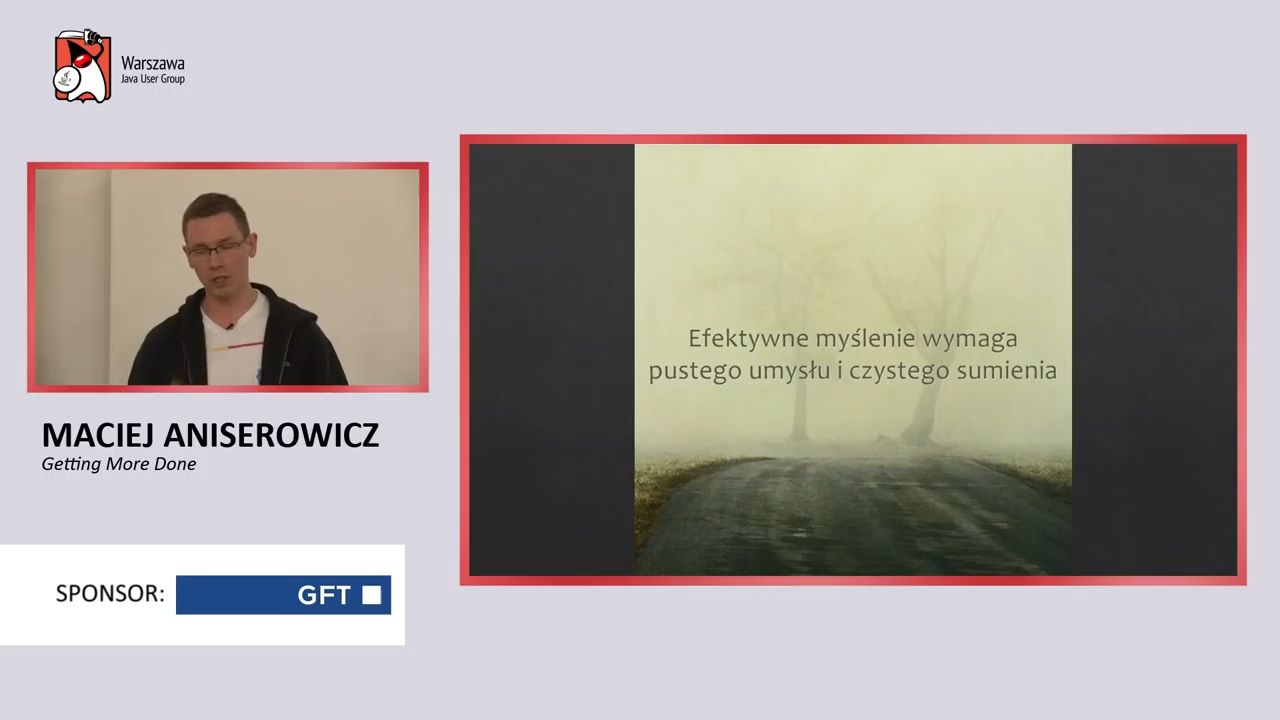 Warszawa
Java User Group
Efektywne myślenie wymaga
pustego umysłu i czystego sumienia
MACIEJ ANISEROWICZ
Getting More Done
SPONSOR:
GFT